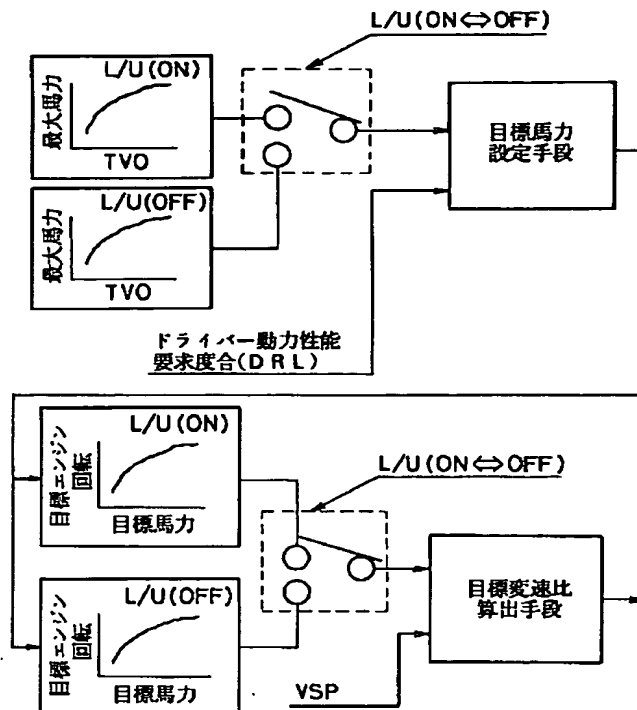 L/U(ON⇔OFF)
L/U(ON)
最大馬力
TVO
L/U(OFF)
最大馬力
TVO
目標馬力
設定手段
ドライバー動力性能
要求度合(DRL)
L/U(ON)
目標エンジン
回転
目標馬力
L/U(ON⇔OFF)
L/U(OFF)
目標エンジン
回転
目標馬力
目標変速比
算出手段
VSP